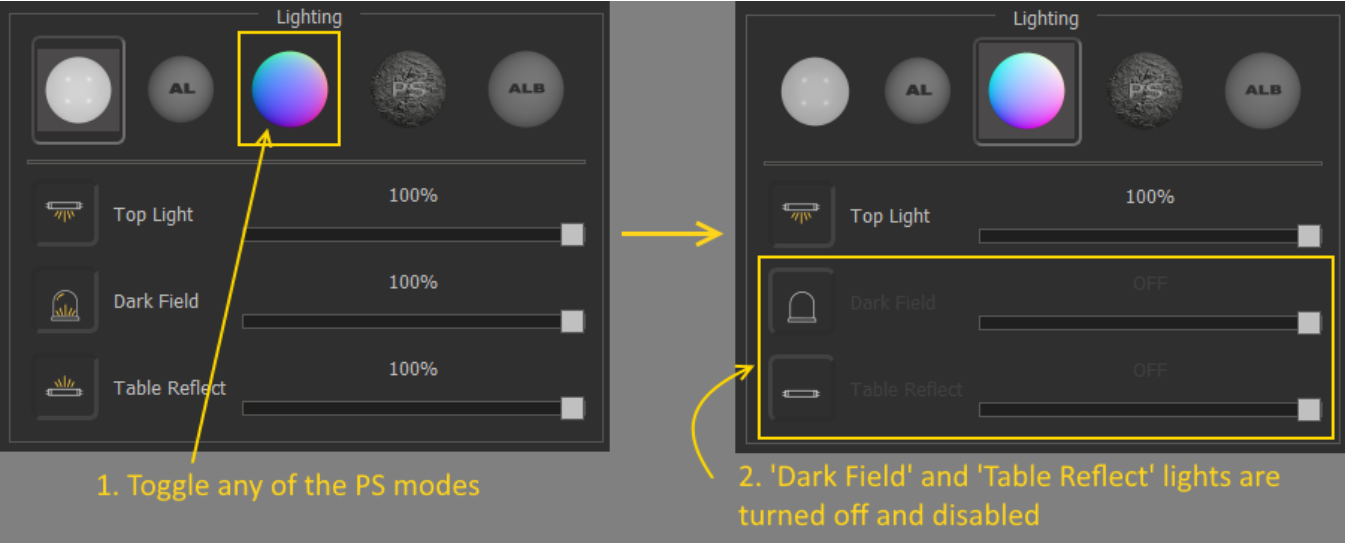 Lighting
AL
PS
ALB
100%
Top Light
100%
Dark Field
100%
Table Reflect
1. Toggle any of the PS modes
Lighting
AL
PS
ALB
100%
Top Light
OFF
Dark Field
OFF
Table Reflect
2. 'Dark Field' and 'Table Reflect' lights are
turned off and disabled